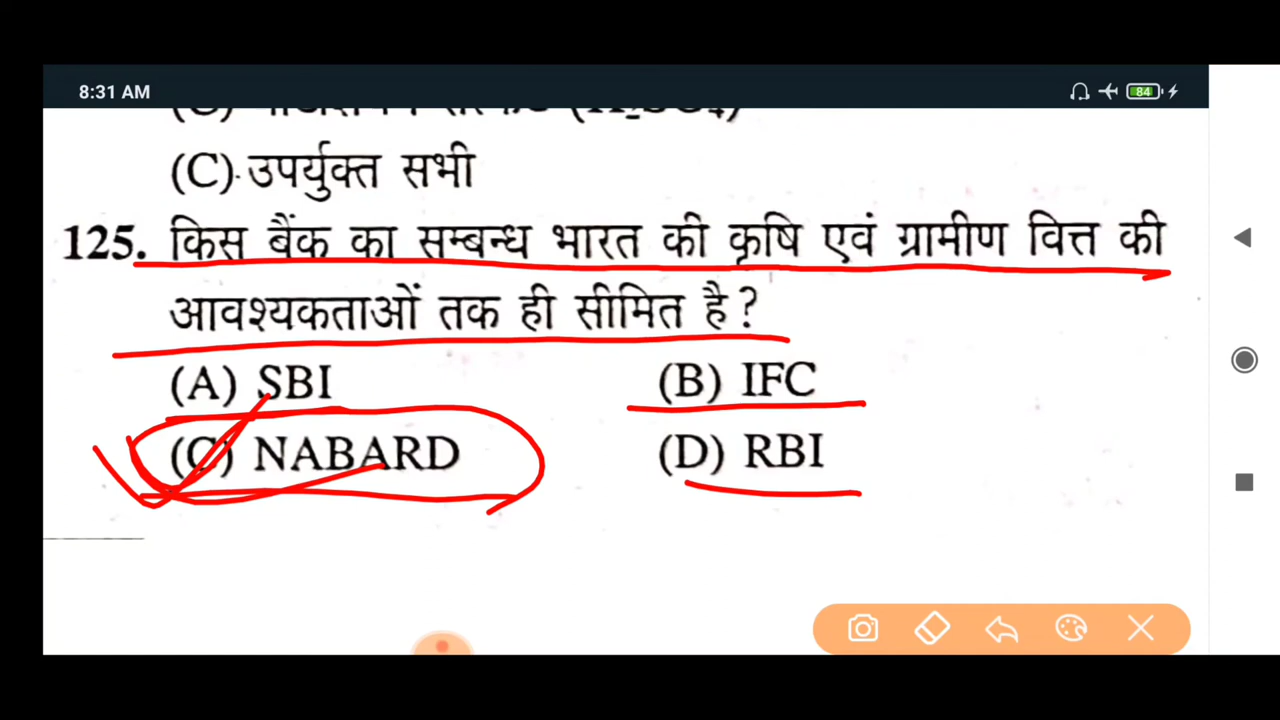 8:31 AM
84
(C) उपर्युक्त सभी
125. किस बैंक का सम्बन्ध भारत की कृषि एवं ग्रामीण वित्त की
आवश्यकताओं तक ही सीमित है?
(A) SBI (B) IFC
(C) NABARD (D) RBI